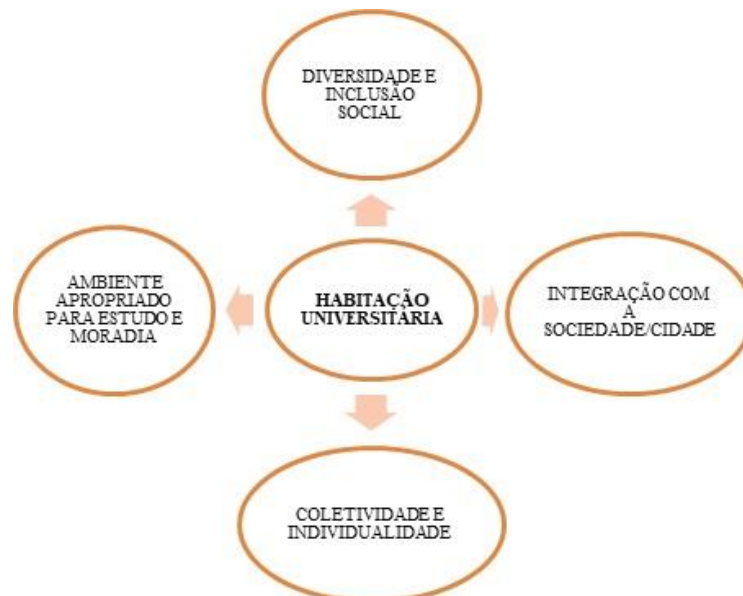 DIVERSIDADE E
INCLUSÃO
SOCIAL
AMBIENTE
APROPRIADO
PARA ESTUDO E
MORADIA
HABITAÇÃO
UNIVERSITÁRIA
INTEGRAÇÃO COM
A
SOCIEDADE/CIDADE
COLETIVIDADE E
INDIVIDUALIDADE